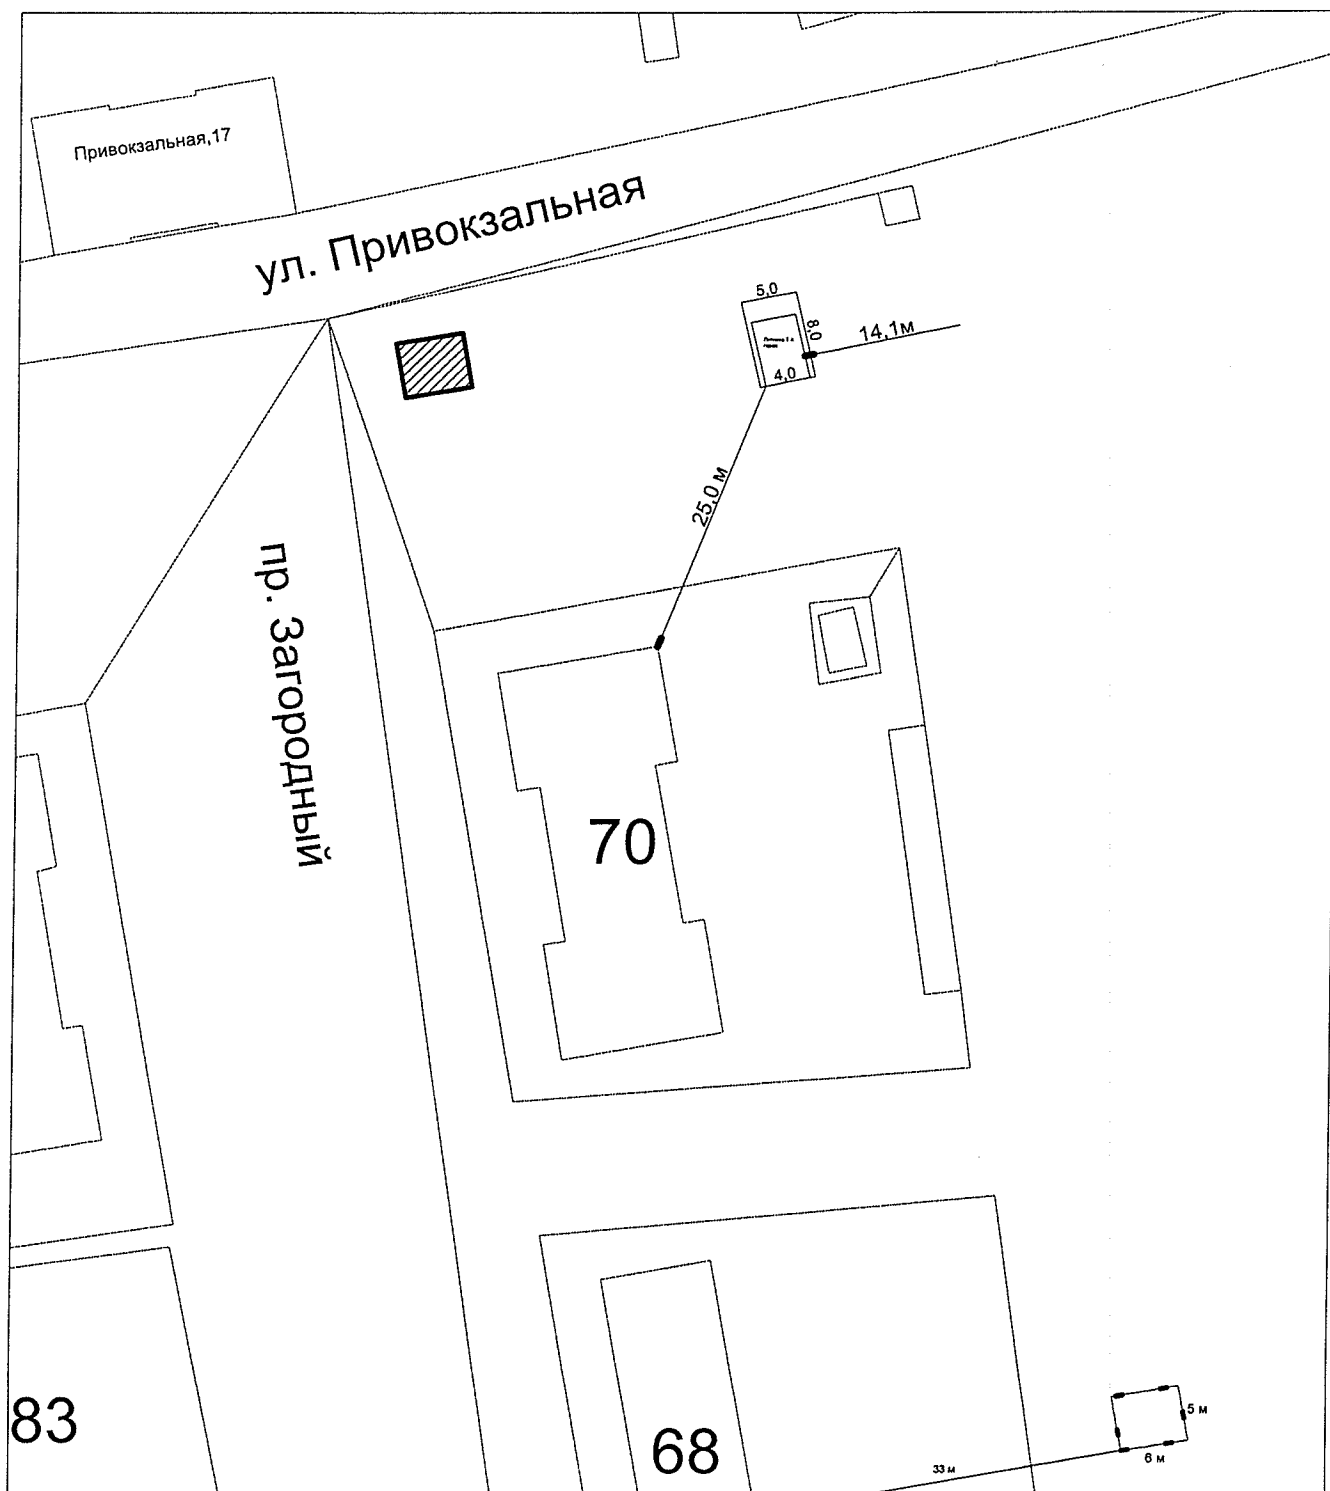 Привокзальная,17
ул. Привокзальная
5,0
8,0
14,1м
4,0
25,0 м
пр. Загородный
70
83
68
5 м
6 м
33 м